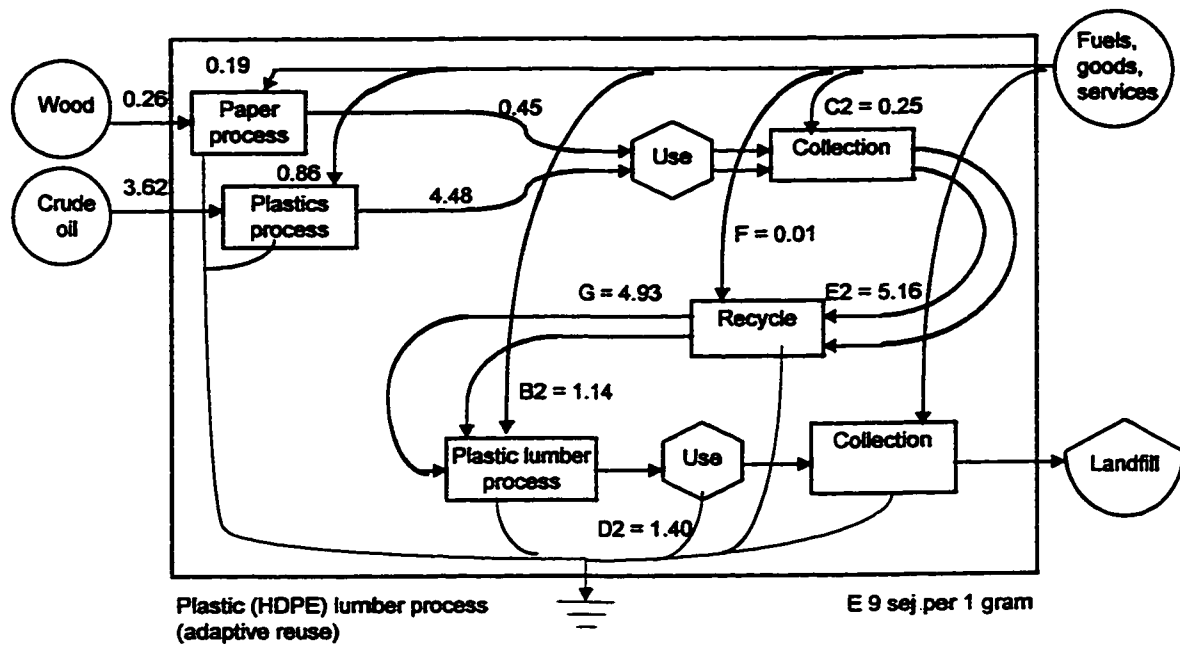 Fuels,
goods,
services
0.19
Wood
0.26
Paper
process
0.45
C2 = 0.25
Use
Collection
Crude
oil
3.62
0.86
Plastics
process
4.48
F = 0.01
G = 4.93
E2 = 5.16
Recycle
B2 = 1.14
Plastic lumber
process
Use
Collection
Landfill
D2 = 1.40
Plastic (HDPE) lumber process
(adaptive reuse)
E 9 sej per 1 gram